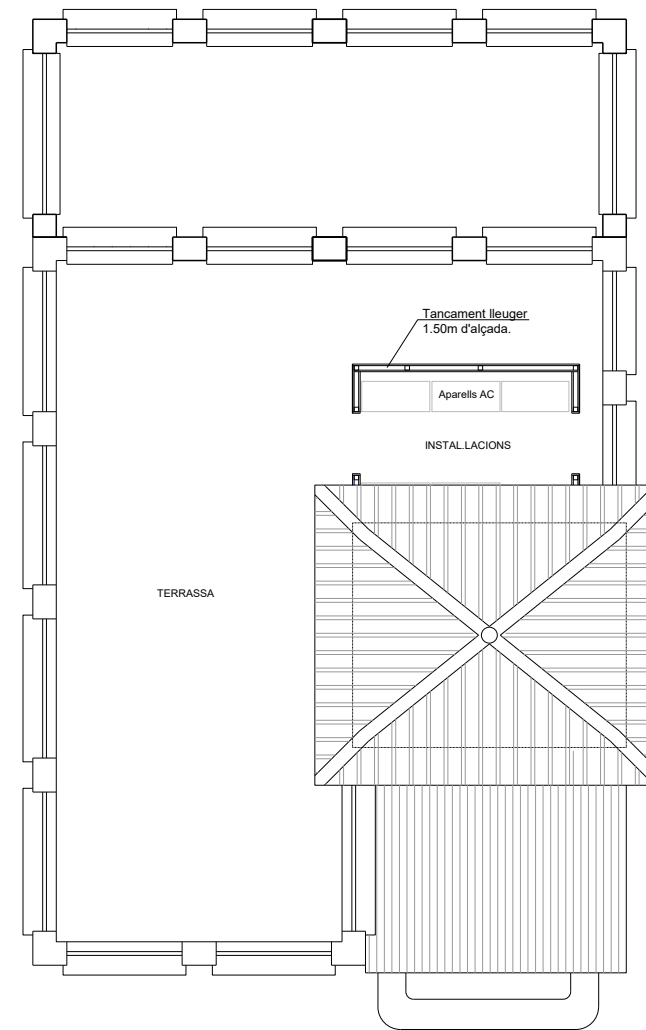 Tancament lleuger
1.50m d'alçada.
Aparells AC
INSTAL.LACIONS
TERRASSA